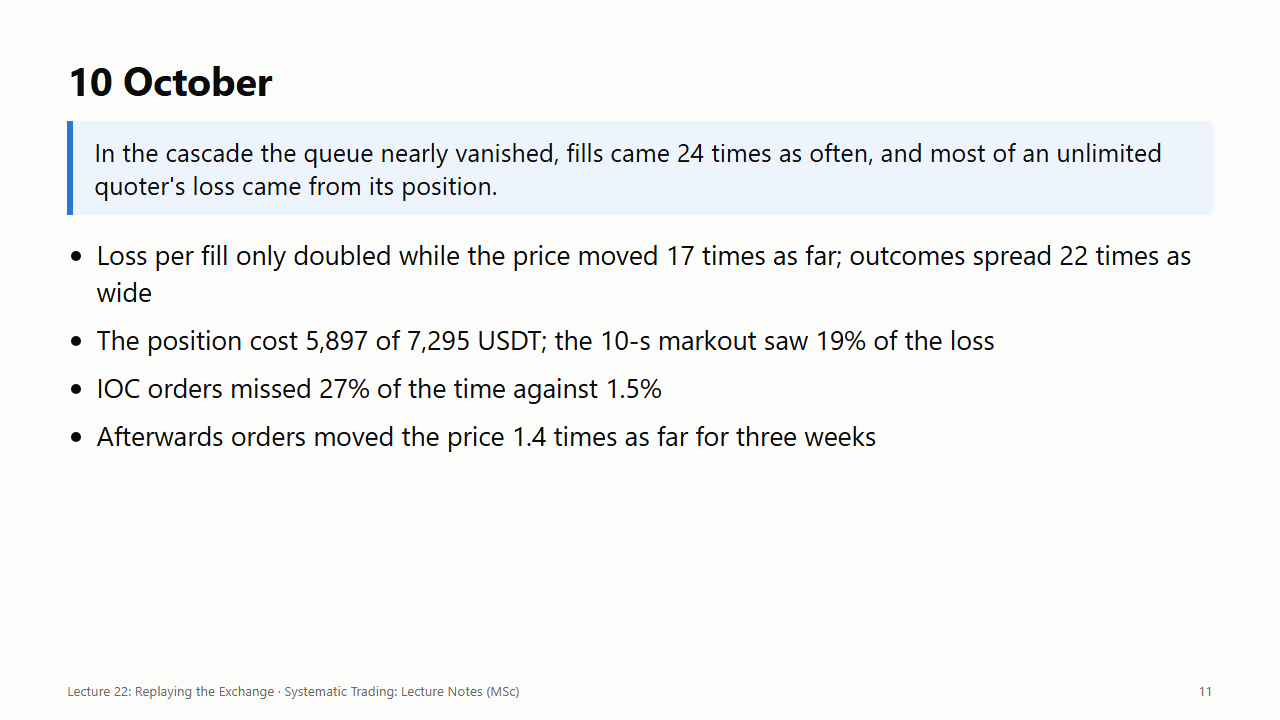 10 October
In the cascade the queue nearly vanished, fills came 24 times as often, and most of an unlimited
quoter's loss came from its position.
• Loss per fill only doubled while the price moved 17 times as far; outcomes spread 22 times as
wide
• The position cost 5,897 of 7,295 USDT; the 10-s markout saw 19% of the loss
• IOC orders missed 27% of the time against 1.5%
• Afterwards orders moved the price 1.4 times as far for three weeks
Lecture 22: Replaying the Exchange · Systematic Trading: Lecture Notes (MSc)
11